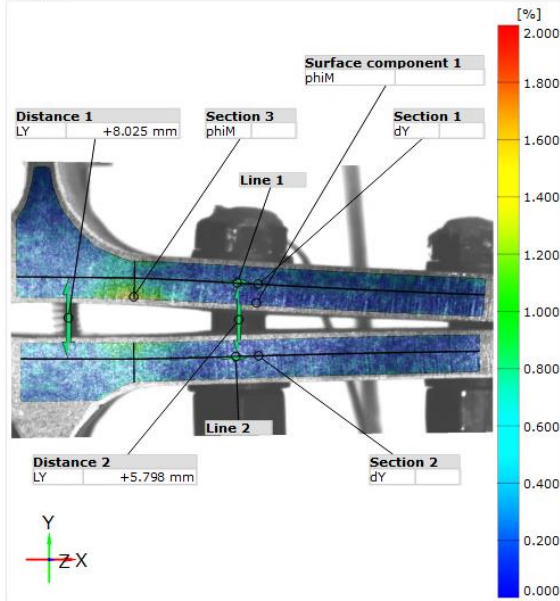 [%]
2.000
1.800
1.600
1.400
1.200
1.000
0.800
0.600
0.400
0.200
0.000
Surface component 1
phiM
Distance 1
LY +8.025 mm
Section 3
phiM
Section 1
dY
Line 1
Line 2
Distance 2
LY +5.798 mm
Section 2
dY
Y
Z X